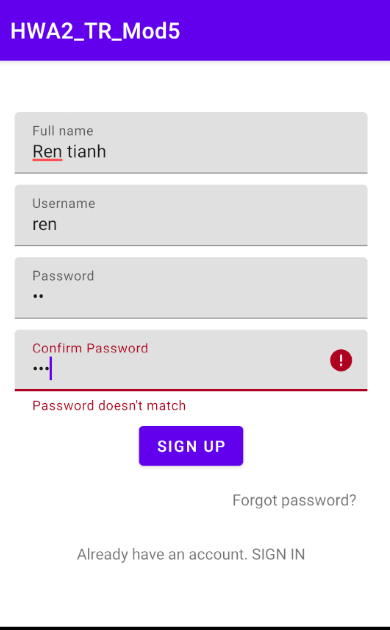 HWA2_TR_Mod5
Full name
Ren tianh
Username
ren
Password
••
Confirm Password
•••
Password doesn't match
SIGN UP
Forgot password?
Already have an account. SIGN IN